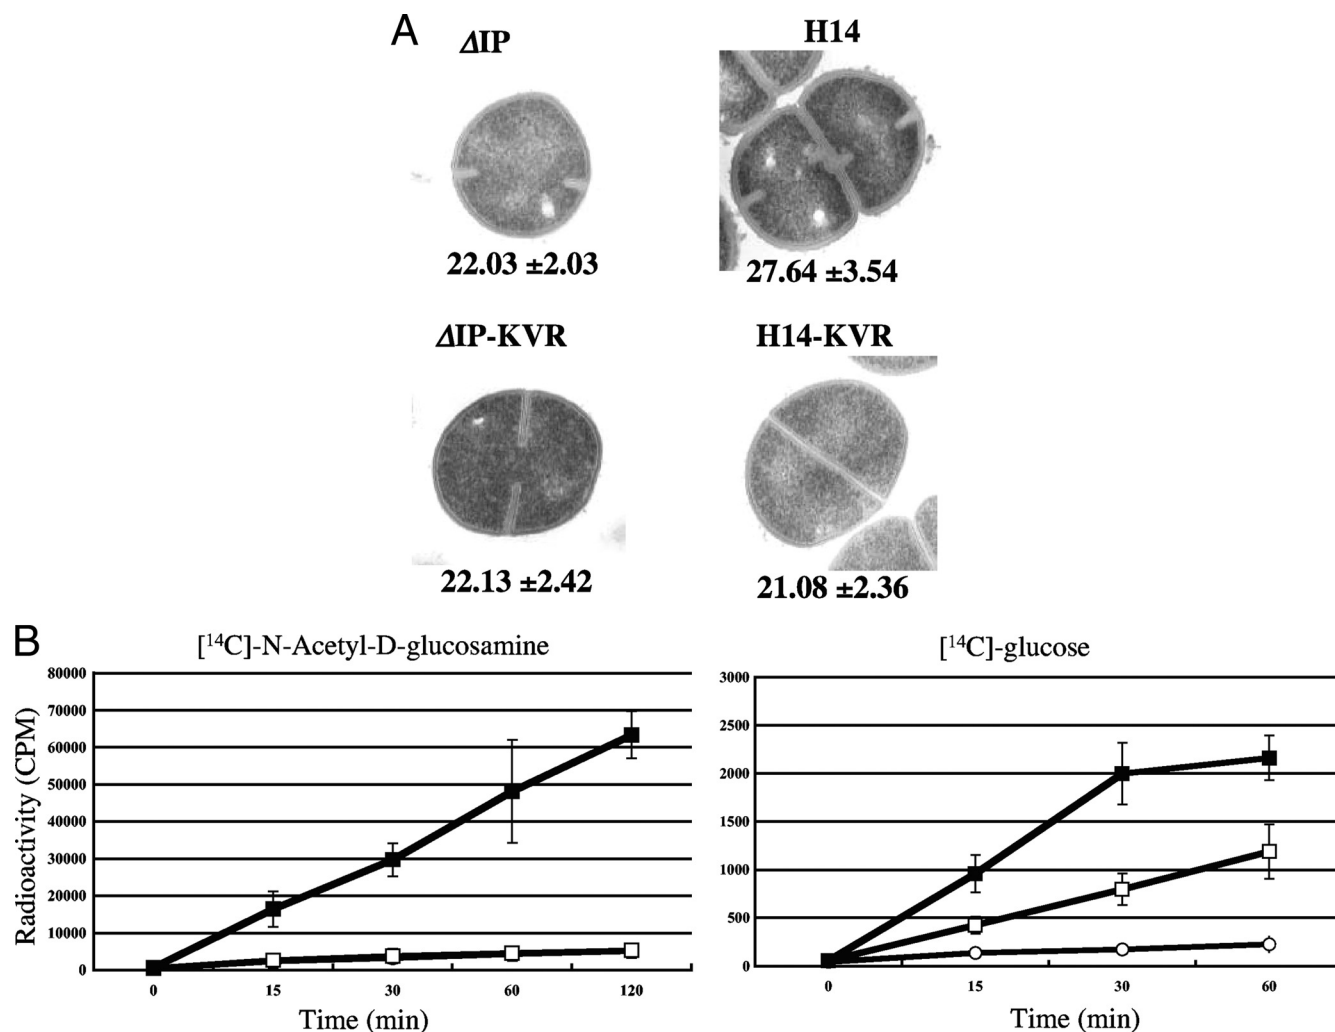 A
ΔIP
H14
22.03 ±2.03
27.64 ±3.54
ΔIP-KVR
H14-KVR
22.13 ±2.42
21.08 ±2.36
B
[¹⁴C]-N-Acetyl-D-glucosamine
Radioactivity (CPM)
80000
70000
60000
50000
40000
30000
20000
10000
0
0 15 30 60 120
Time (min)
[¹⁴C]-glucose
3000
2500
2000
1500
1000
500
0
0 15 30 60
Time (min)